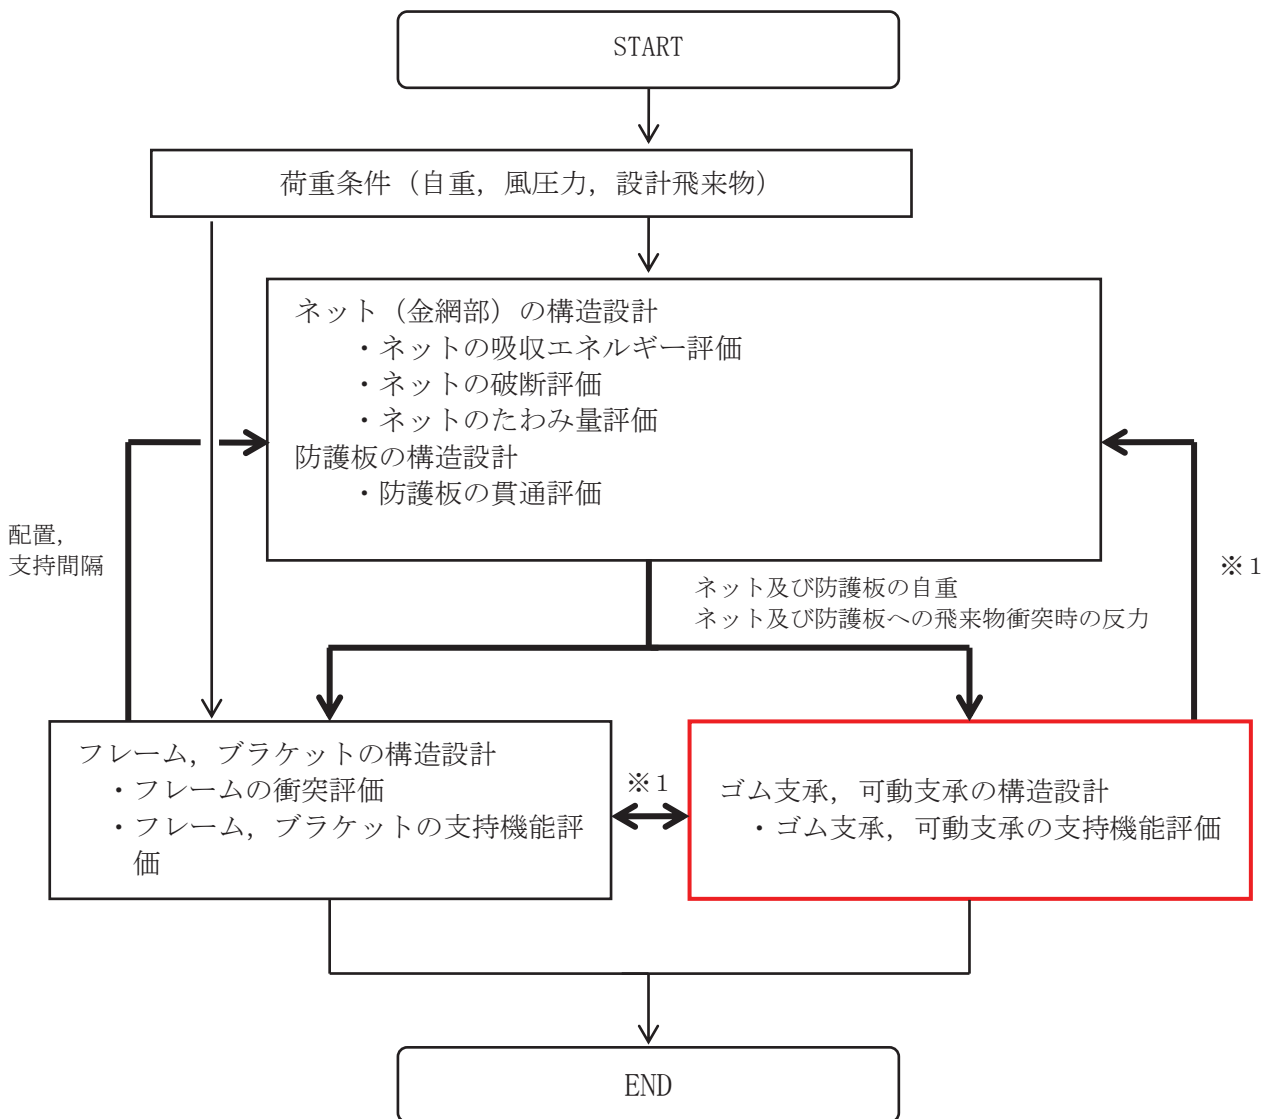 START
荷重条件（自重，風圧力，設計飛来物）
ネット（金網部）の構造設計
・ネットの吸収エネルギー評価
・ネットの破断評価
・ネットのたわみ量評価
防護板の構造設計
・防護板の貫通評価
配置，
支持間隔
※１
ネット及び防護板の自重
ネット及び防護板への飛来物衝突時の反力
フレーム，ブラケットの構造設計
・フレームの衝突評価
・フレーム，ブラケットの支持機能評
価
※１
ゴム支承，可動支承の構造設計
・ゴム支承，可動支承の支持機能評価
END